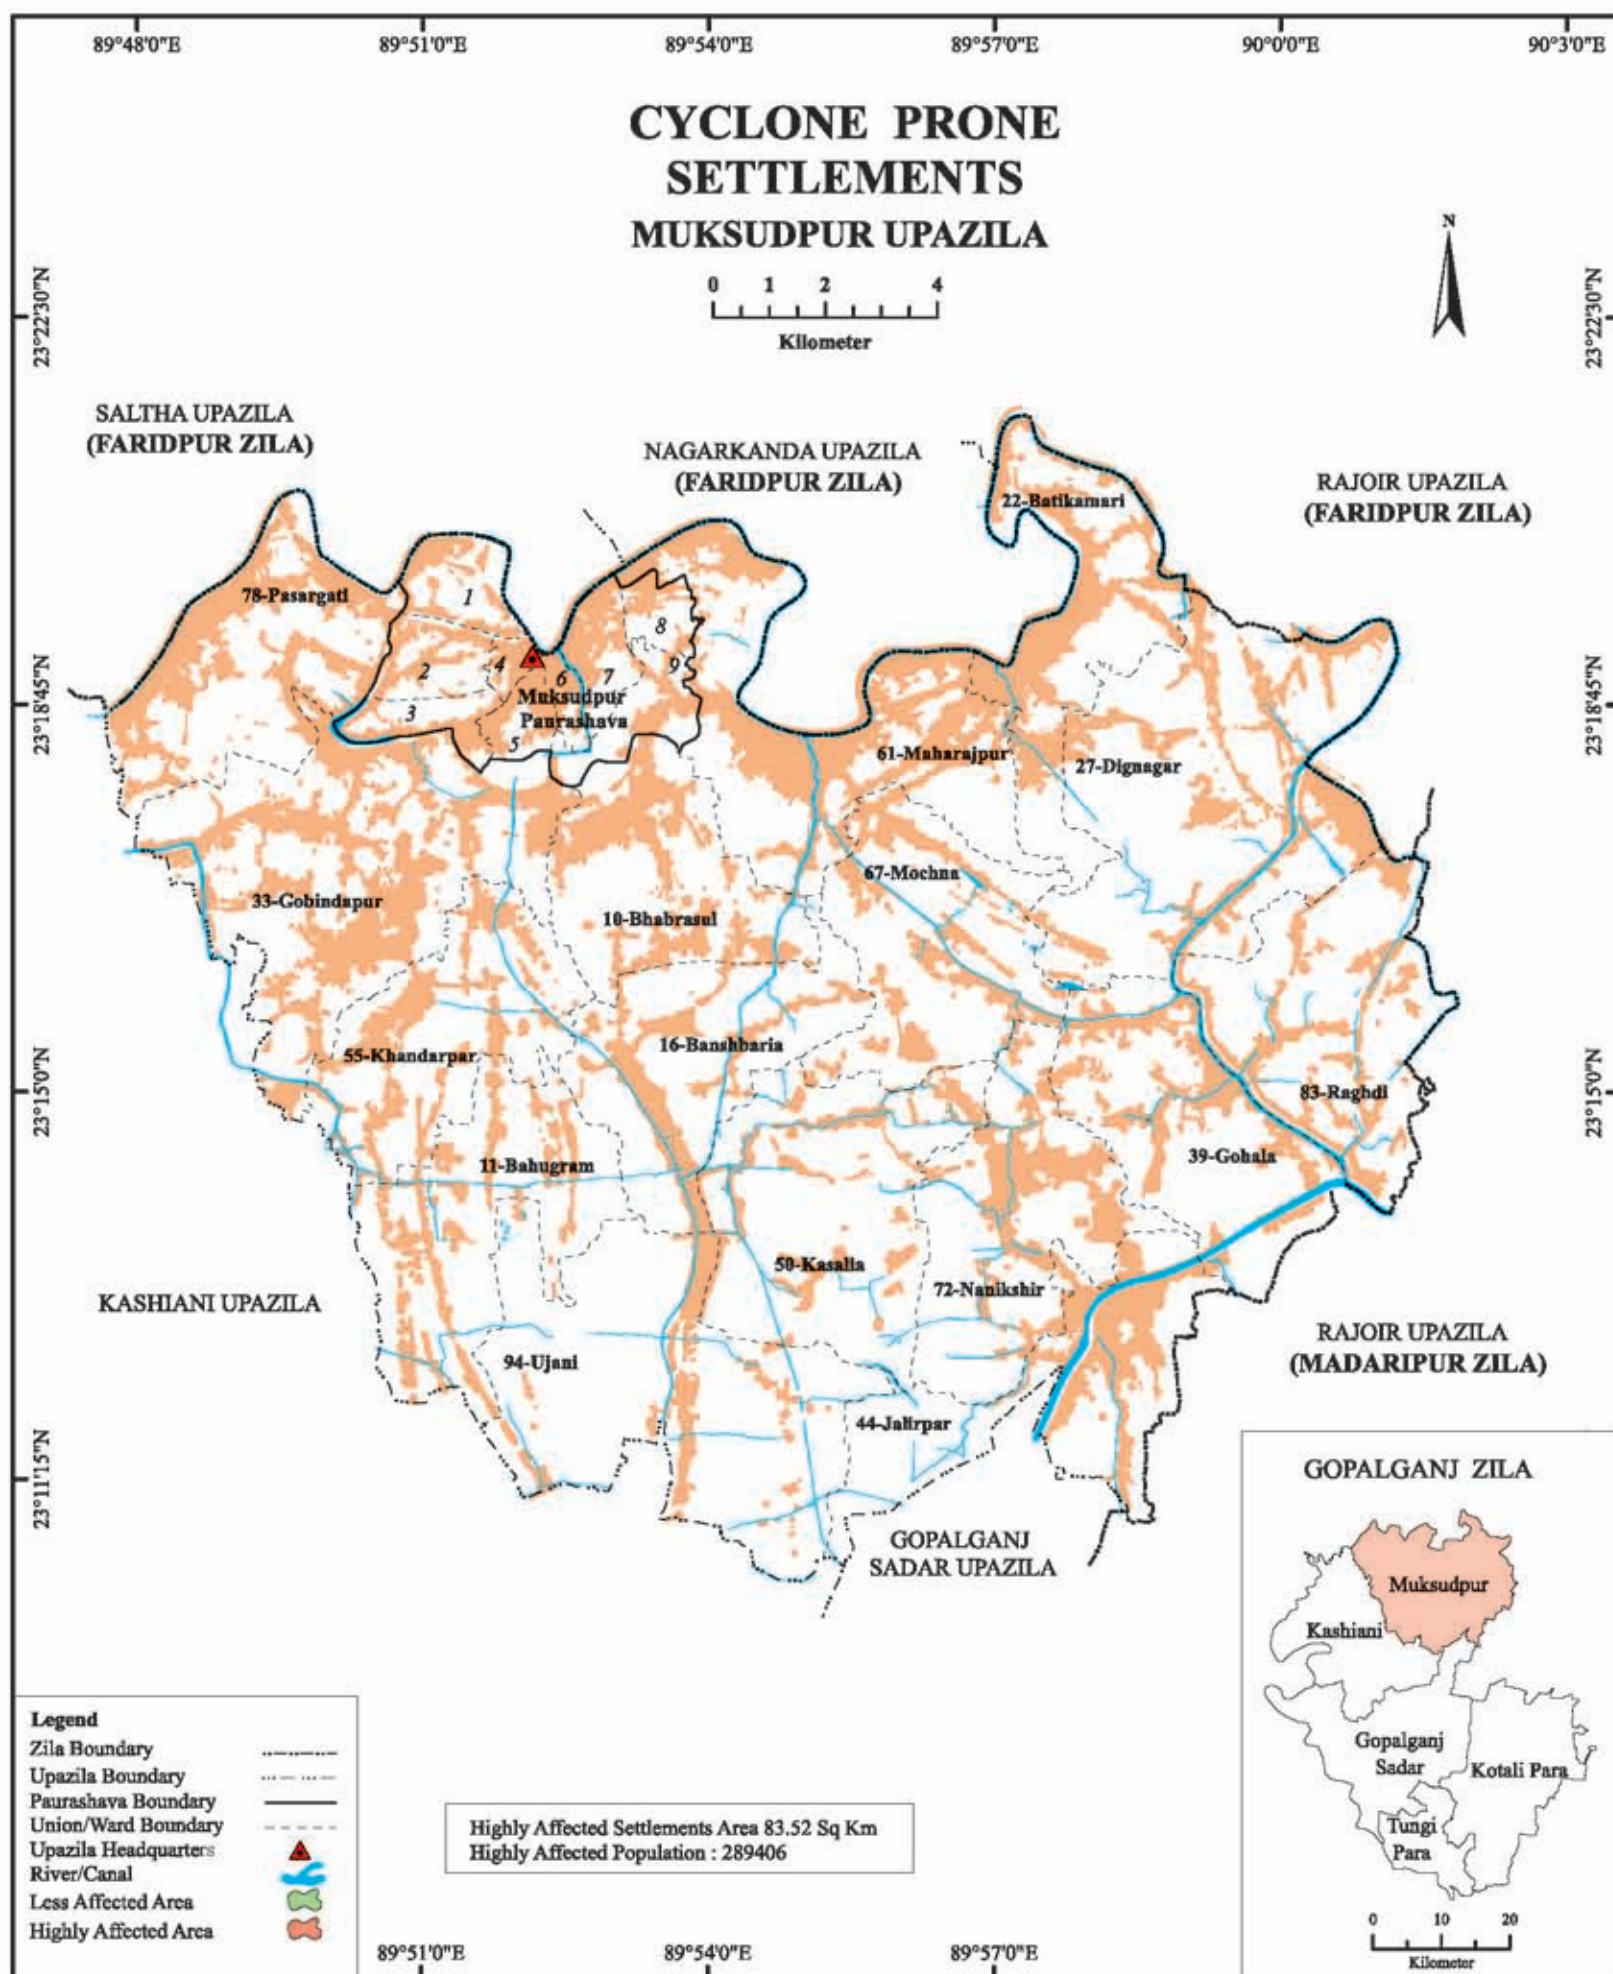 89°48'0"E
89°51'0"E
89°54'0"E
89°57'0"E
90°0'0"E
90°3'0"E
CYCLONE PRONE
SETTLEMENTS
MUKSUDPUR UPAZILA
0 1 2 4
Kilometer
N
23°22'30"N
23°22'30"N
SALTHA UPAZILA
(FARIDPUR ZILA)
NAGARKANDA UPAZILA
(FARIDPUR ZILA)
RAJOIR UPAZILA
(FARIDPUR ZILA)
22-Batikamari
78-Pasargati
1
8
2
4
6
7
9
3
5
Muksudpur
Paurashava
23°18'45"N
23°18'45"N
61-Maharajpur
27-Dignagar
67-Mochna
33-Gobindapur
10-Bhabrasul
16-Banshbaria
55-Khandarpar
23°15'0"N
23°15'0"N
83-Raghdi
11-Bahugram
39-Gohala
50-Kasalia
72-Nanikshir
KASHIANI UPAZILA
RAJOIR UPAZILA
(MADARIPUR ZILA)
94-Ujani
44-Jalirpar
23°11'15"N
GOPALGANJ
SADAR UPAZILA
GOPALGANJ ZILA
Muksudpur
Kashiani
Gopalganj
Sadar
Kotali Para
Tungi
Para
0 10 20
Kilometer
Legend
Zila Boundary
Upazila Boundary
Paurashava Boundary
Union/Ward Boundary
Upazila Headquarters
River/Canal
Less Affected Area
Highly Affected Area
Highly Affected Settlements Area 83.52 Sq Km
Highly Affected Population : 289406
89°51'0"E
89°54'0"E
89°57'0"E